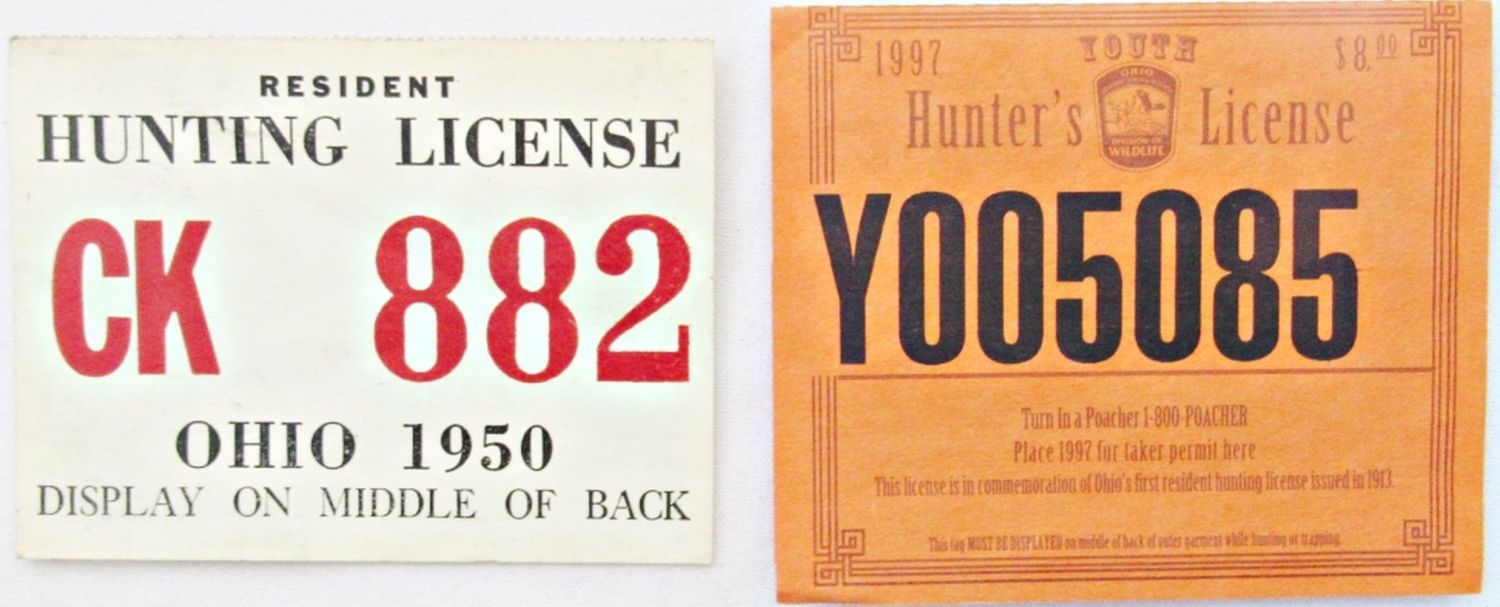 RESIDENT
HUNTING LICENSE
CK 882
OHIO 1950
DISPLAY ON MIDDLE OF BACK
1997 YOUTH $8.00
Hunter's License
OHIO
DIVISION OF
WILDLIFE
Y005085
Turn In a Poacher 1-800-POACHER
Place 1997 fur taker permit here
This license is in commemoration of Ohio's first resident hunting license issued in 1913.
This tag MUST BE DISPLAYED on middle of back of outer garment while hunting or trapping.